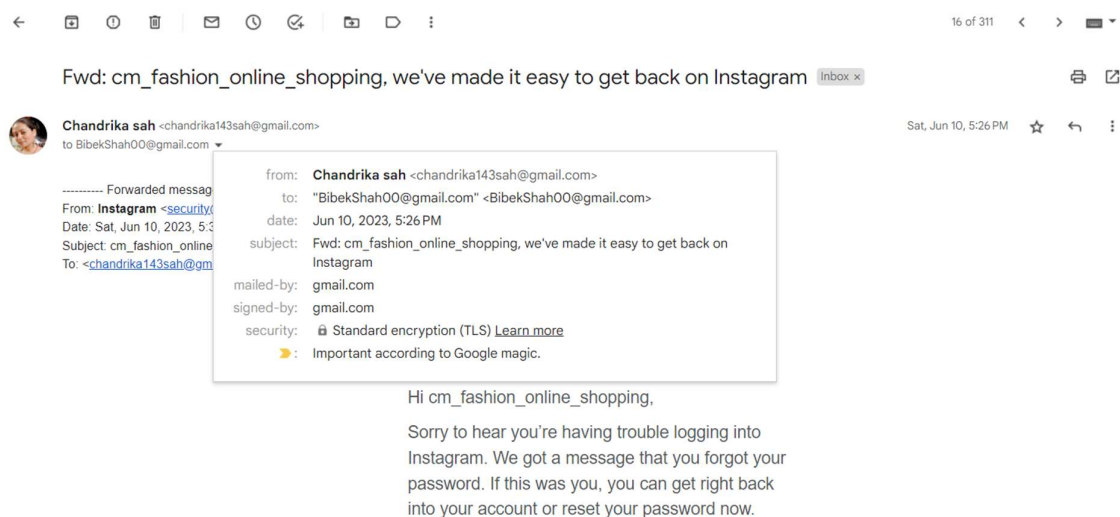 16 of 311
Fwd: cm_fashion_online_shopping, we've made it easy to get back on Instagram Inbox x
Chandrika sah <chandrika143sah@gmail.com> Sat, Jun 10, 5:26 PM
to BibekShah00@gmail.com
---------- Forwarded messag
From: Instagram <security@
Date: Sat, Jun 10, 2023, 5:3
Subject: cm_fashion_online
To: <chandrika143sah@gm
from: Chandrika sah <chandrika143sah@gmail.com>
to: "BibekShah00@gmail.com" <BibekShah00@gmail.com>
date: Jun 10, 2023, 5:26 PM
subject: Fwd: cm_fashion_online_shopping, we've made it easy to get back on
Instagram
mailed-by: gmail.com
signed-by: gmail.com
security: Standard encryption (TLS) Learn more
: Important according to Google magic.
Hi cm_fashion_online_shopping,
Sorry to hear you’re having trouble logging into
Instagram. We got a message that you forgot your
password. If this was you, you can get right back
into your account or reset your password now.